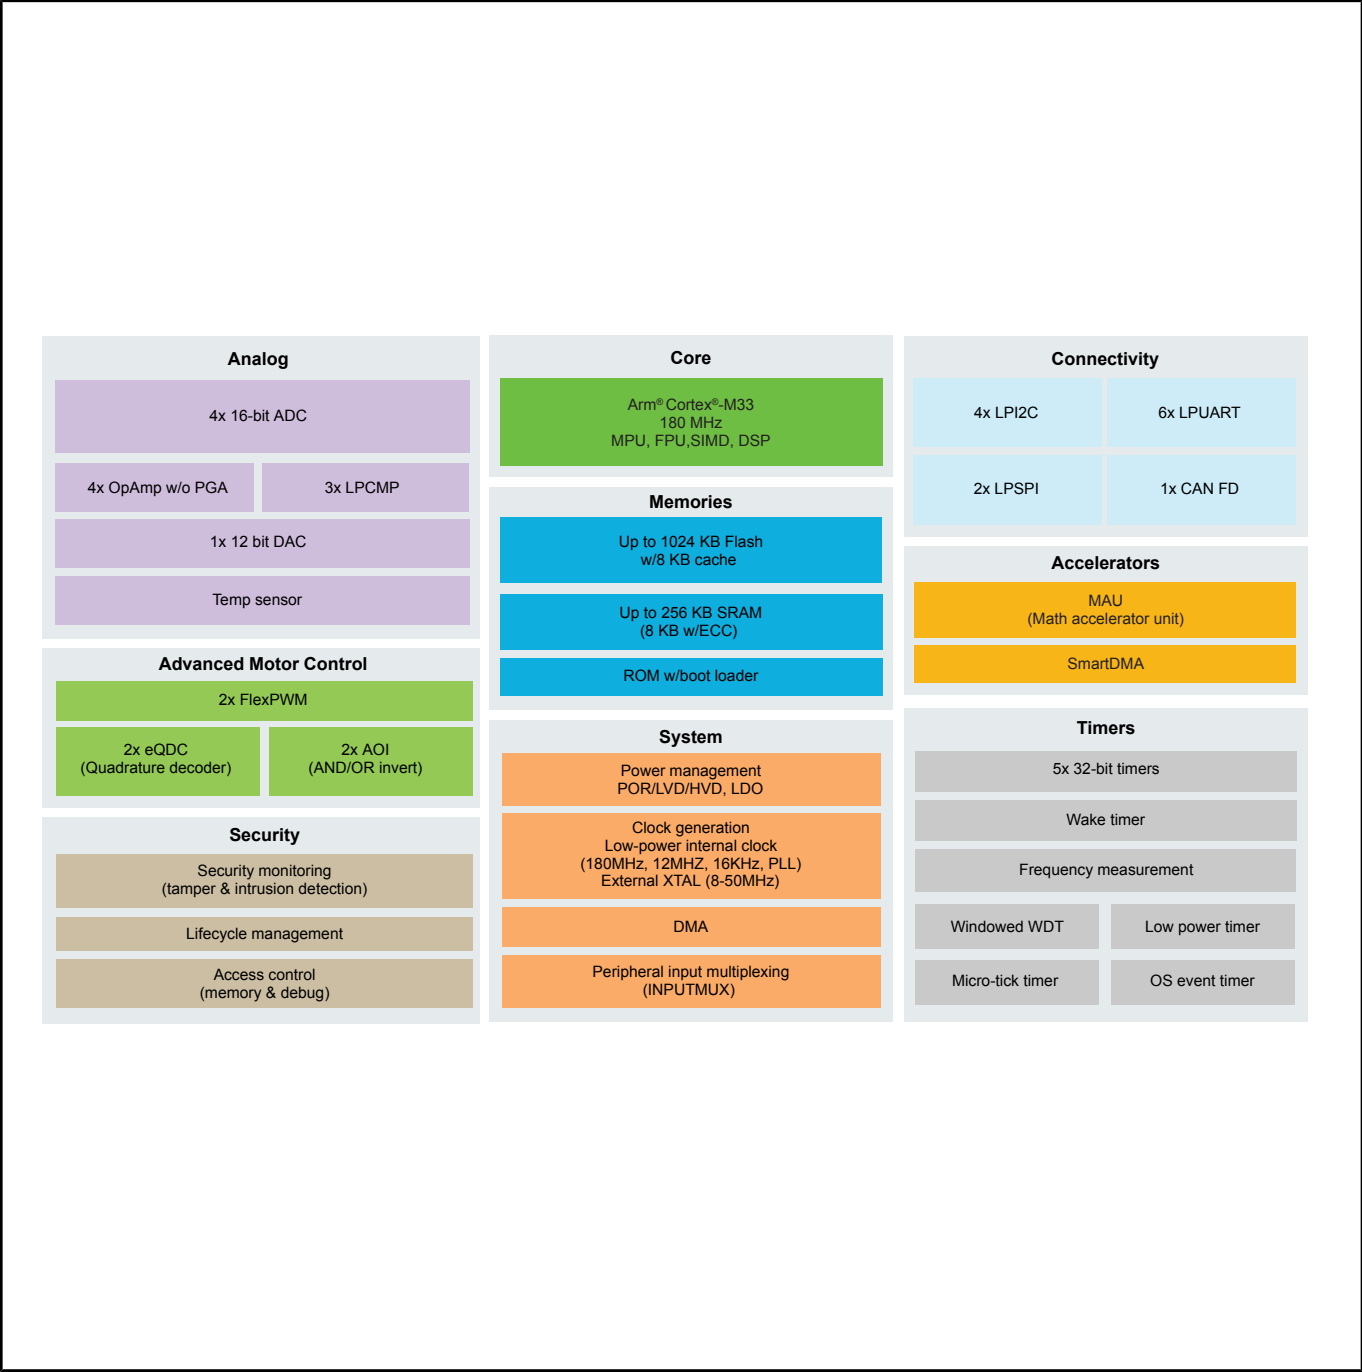 Analog
4x 16-bit ADC
4x OpAmp w/o PGA
3x LPCMP
1x 12 bit DAC
Temp sensor
Advanced Motor Control
2x FlexPWM
2x eQDC
(Quadrature decoder)
2x AOI
(AND/OR invert)
Security
Security monitoring
(tamper & intrusion detection)
Lifecycle management
Access control
(memory & debug)
Core
Arm® Cortex®-M33
180 MHz
MPU, FPU,SIMD, DSP
Memories
Up to 1024 KB Flash
w/8 KB cache
Up to 256 KB SRAM
(8 KB w/ECC)
ROM w/boot loader
System
Power management
POR/LVD/HVD, LDO
Clock generation
Low-power internal clock
(180MHz, 12MHZ, 16KHz, PLL)
External XTAL (8-50MHz)
DMA
Peripheral input multiplexing
(INPUTMUX)
Connectivity
4x LPI2C
6x LPUART
2x LPSPI
1x CAN FD
Accelerators
MAU
(Math accelerator unit)
SmartDMA
Timers
5x 32-bit timers
Wake timer
Frequency measurement
Windowed WDT
Low power timer
Micro-tick timer
OS event timer